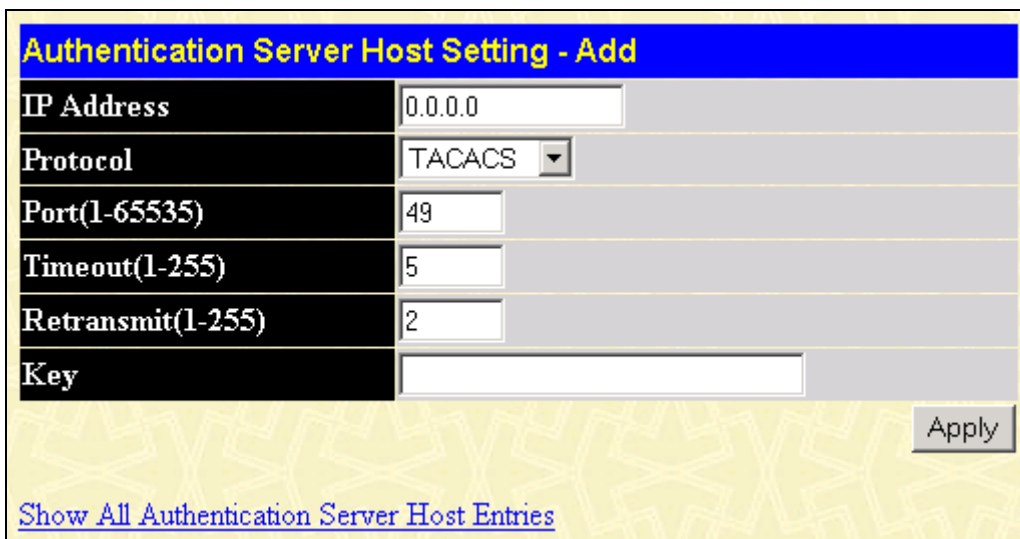 Authentication Server Host Setting - Add
IP Address 0.0.0.0
Protocol TACACS
Port(1-65535) 49
Timeout(1-255) 5
Retransmit(1-255) 2
Key
Apply
Show All Authentication Server Host Entries